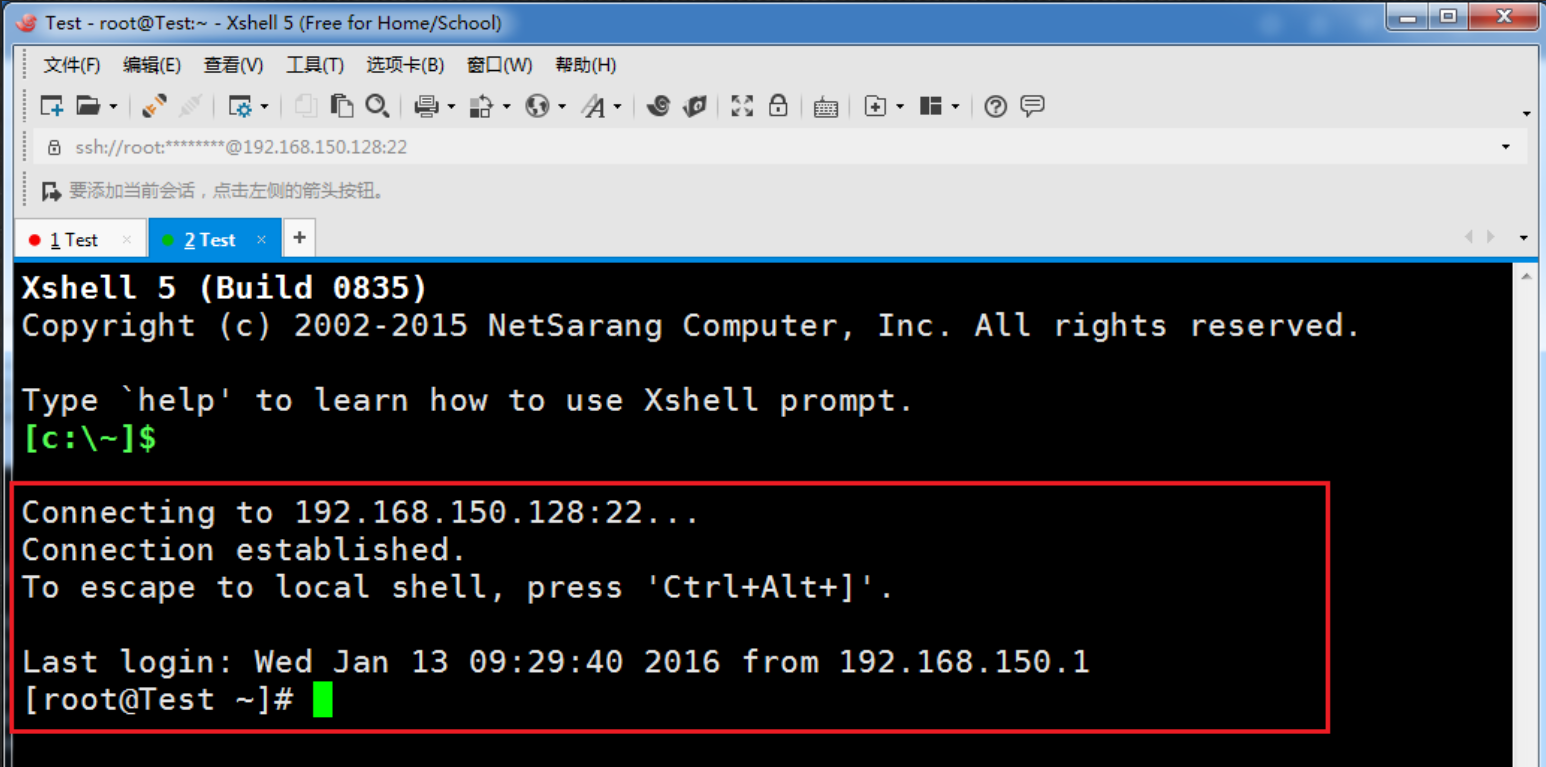 Test - root@Test:~ - Xshell 5 (Free for Home/School)
文件(F) 编辑(E) 查看(V) 工具(T) 选项卡(B) 窗口(W) 帮助(H)
ssh://root:********@192.168.150.128:22
要添加当前会话，点击左侧的箭头按钮。
1 Test × 2 Test × +
Xshell 5 (Build 0835)
Copyright (c) 2002-2015 NetSarang Computer, Inc. All rights reserved.
Type `help' to learn how to use Xshell prompt.
[c:\~]$
Connecting to 192.168.150.128:22...
Connection established.
To escape to local shell, press 'Ctrl+Alt+]'.
Last login: Wed Jan 13 09:29:40 2016 from 192.168.150.1
[root@Test ~]#